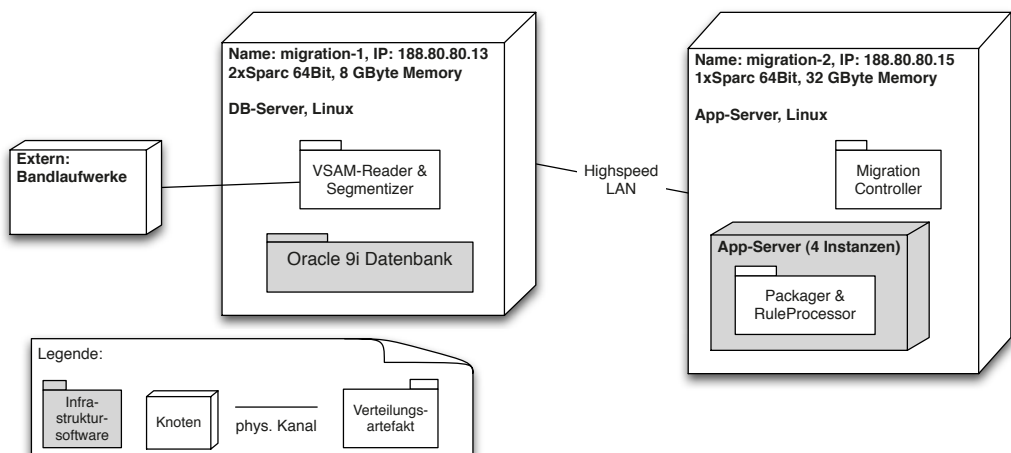 Name: migration-1, IP: 188.80.80.13
2xSparc 64Bit, 8 GByte Memory
DB-Server, Linux
Extern:
Bandlaufwerke
VSAM-Reader &
Segmentizer
Oracle 9i Datenbank
Highspeed
LAN
Name: migration-2, IP: 188.80.80.15
1xSparc 64Bit, 32 GByte Memory
App-Server, Linux
Migration
Controller
App-Server (4 Instanzen)
Packager &
RuleProcessor
Legende:
Infra-
struktur-
software
Knoten
phys. Kanal
Verteilungs-
artefakt